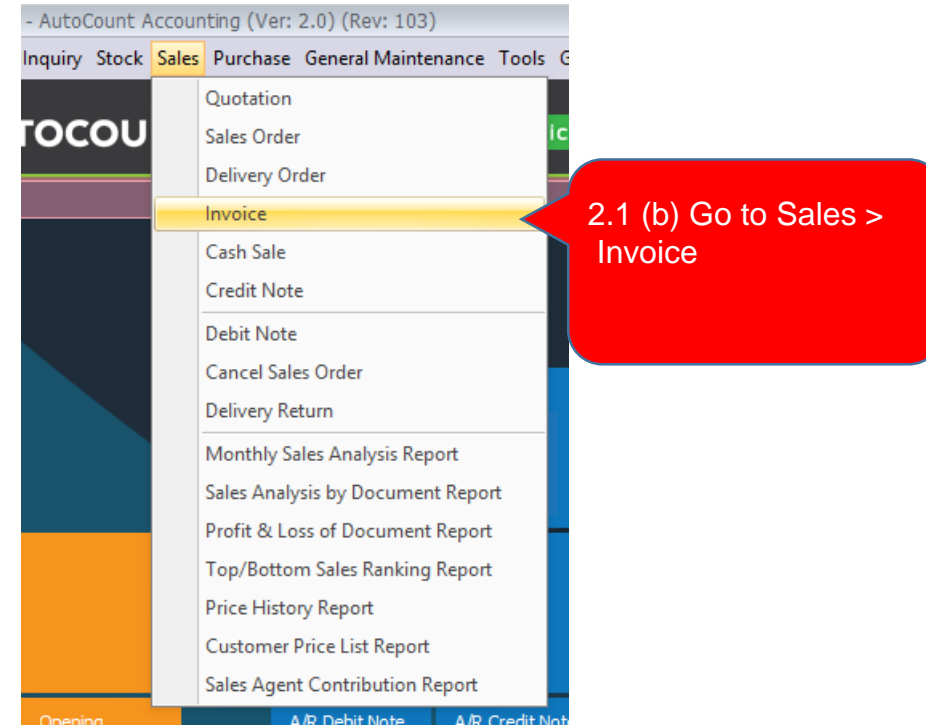 - AutoCount Accounting (Ver: 2.0) (Rev: 103)
Inquiry Stock Sales Purchase General Maintenance Tools G
TOCOU
ic
Quotation
Sales Order
Delivery Order
Invoice
Cash Sale
Credit Note
Debit Note
Cancel Sales Order
Delivery Return
Monthly Sales Analysis Report
Sales Analysis by Document Report
Profit & Loss of Document Report
Top/Bottom Sales Ranking Report
Price History Report
Customer Price List Report
Sales Agent Contribution Report
2.1 (b) Go to Sales >
Invoice
Opening A/R Debit Note A/R Credit Not